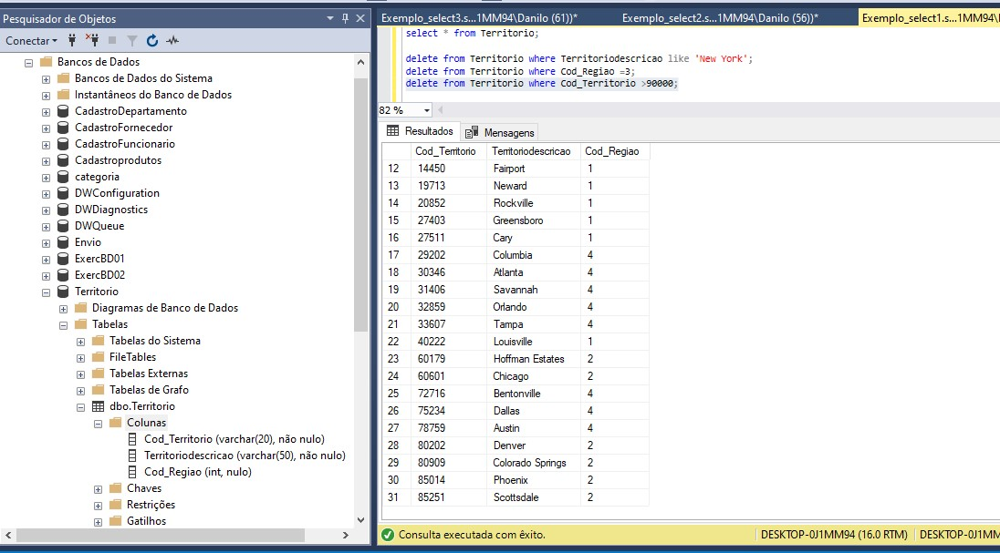 Pesquisador de Objetos
Conectar
Bancos de Dados
Bancos de Dados do Sistema
Instantâneos do Banco de Dados
CadastroDepartamento
CadastroFornecedor
CadastroFuncionario
Cadastroprodutos
categoria
DWConfiguration
DWDiagnostics
DWQueue
Envio
ExercBD01
ExercBD02
Territorio
Diagramas de Banco de Dados
Tabelas
Tabelas do Sistema
FileTables
Tabelas Externas
Tabelas de Grafo
dbo.Territorio
Colunas
Cod_Territorio (varchar(20), não nulo)
Territoriodescricao (varchar(50), não nulo)
Cod_Regiao (int, nulo)
Chaves
Restrições
Gatilhos
Exemplo_select3.s...1MM94\Danilo (61))* Exemplo_select2.s...1MM94\Danilo (56))* Exemplo_select1.s...1MM94\
select * from Territorio;
delete from Territorio where Territoriodescricao like 'New York';
delete from Territorio where Cod_Regiao =3;
delete from Territorio where Cod_Territorio >90000;
82 %
Resultados Mensagens
Cod_Territorio Territoriodescricao Cod_Regiao
12 14450 Fairport 1
13 19713 Neward 1
14 20852 Rockville 1
15 27403 Greensboro 1
16 27511 Cary 1
17 29202 Columbia 4
18 30346 Atlanta 4
19 31406 Savannah 4
20 32859 Orlando 4
21 33607 Tampa 4
22 40222 Louisville 1
23 60179 Hoffman Estates 2
24 60601 Chicago 2
25 72716 Bentonville 4
26 75234 Dallas 4
27 78759 Austin 4
28 80202 Denver 2
29 80909 Colorado Springs 2
30 85014 Phoenix 2
31 85251 Scottsdale 2
Consulta executada com êxito. DESKTOP-0J1MM94 (16.0 RTM) DESKTOP-0J1MM